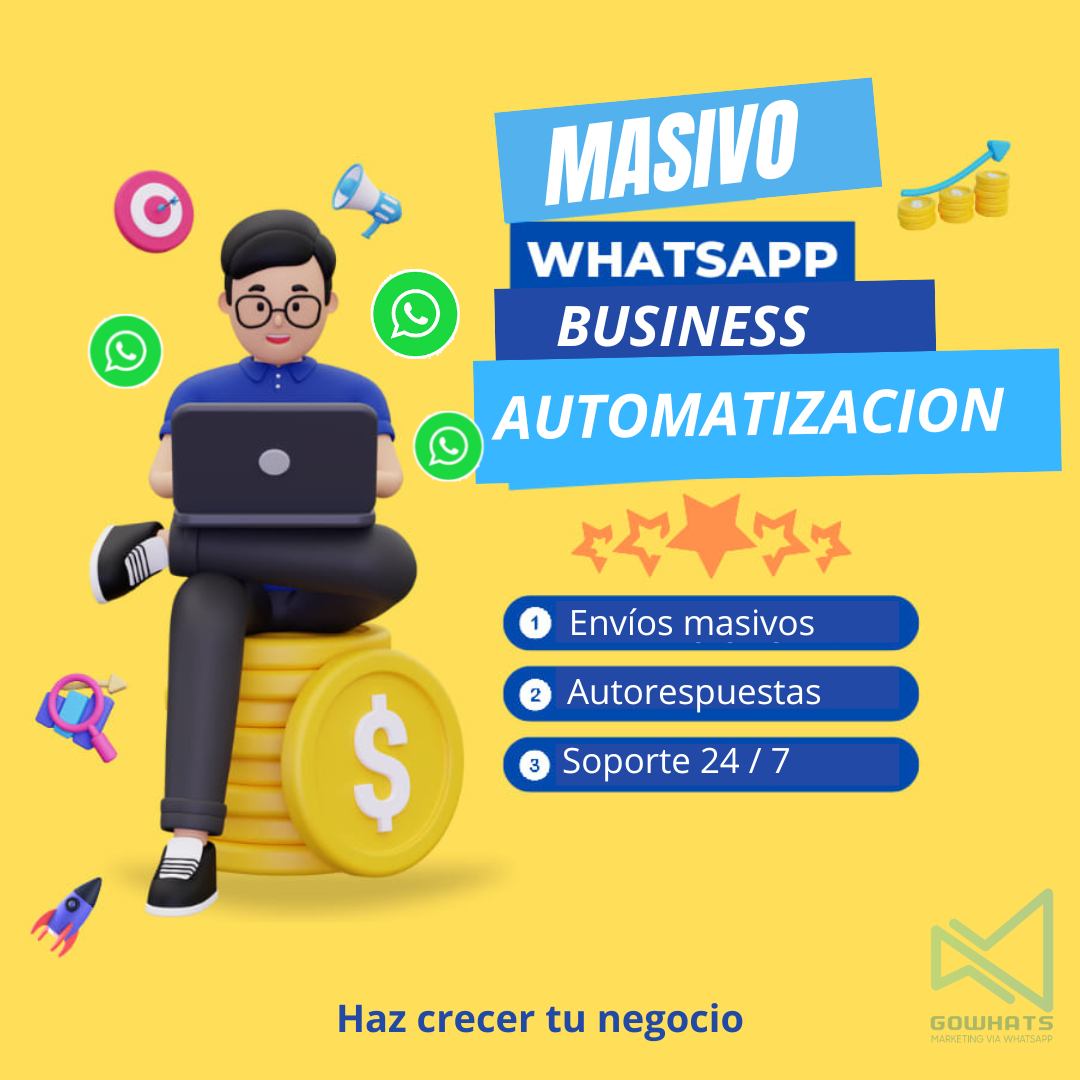 MASIVO
WHATSAPP
BUSINESS
AUTOMATIZACION
1 Envíos masivos
2 Autorespuestas
3 Soporte 24 / 7
$
Haz crecer tu negocio
GOWHATS
MARKETING VIA WHATSAPP